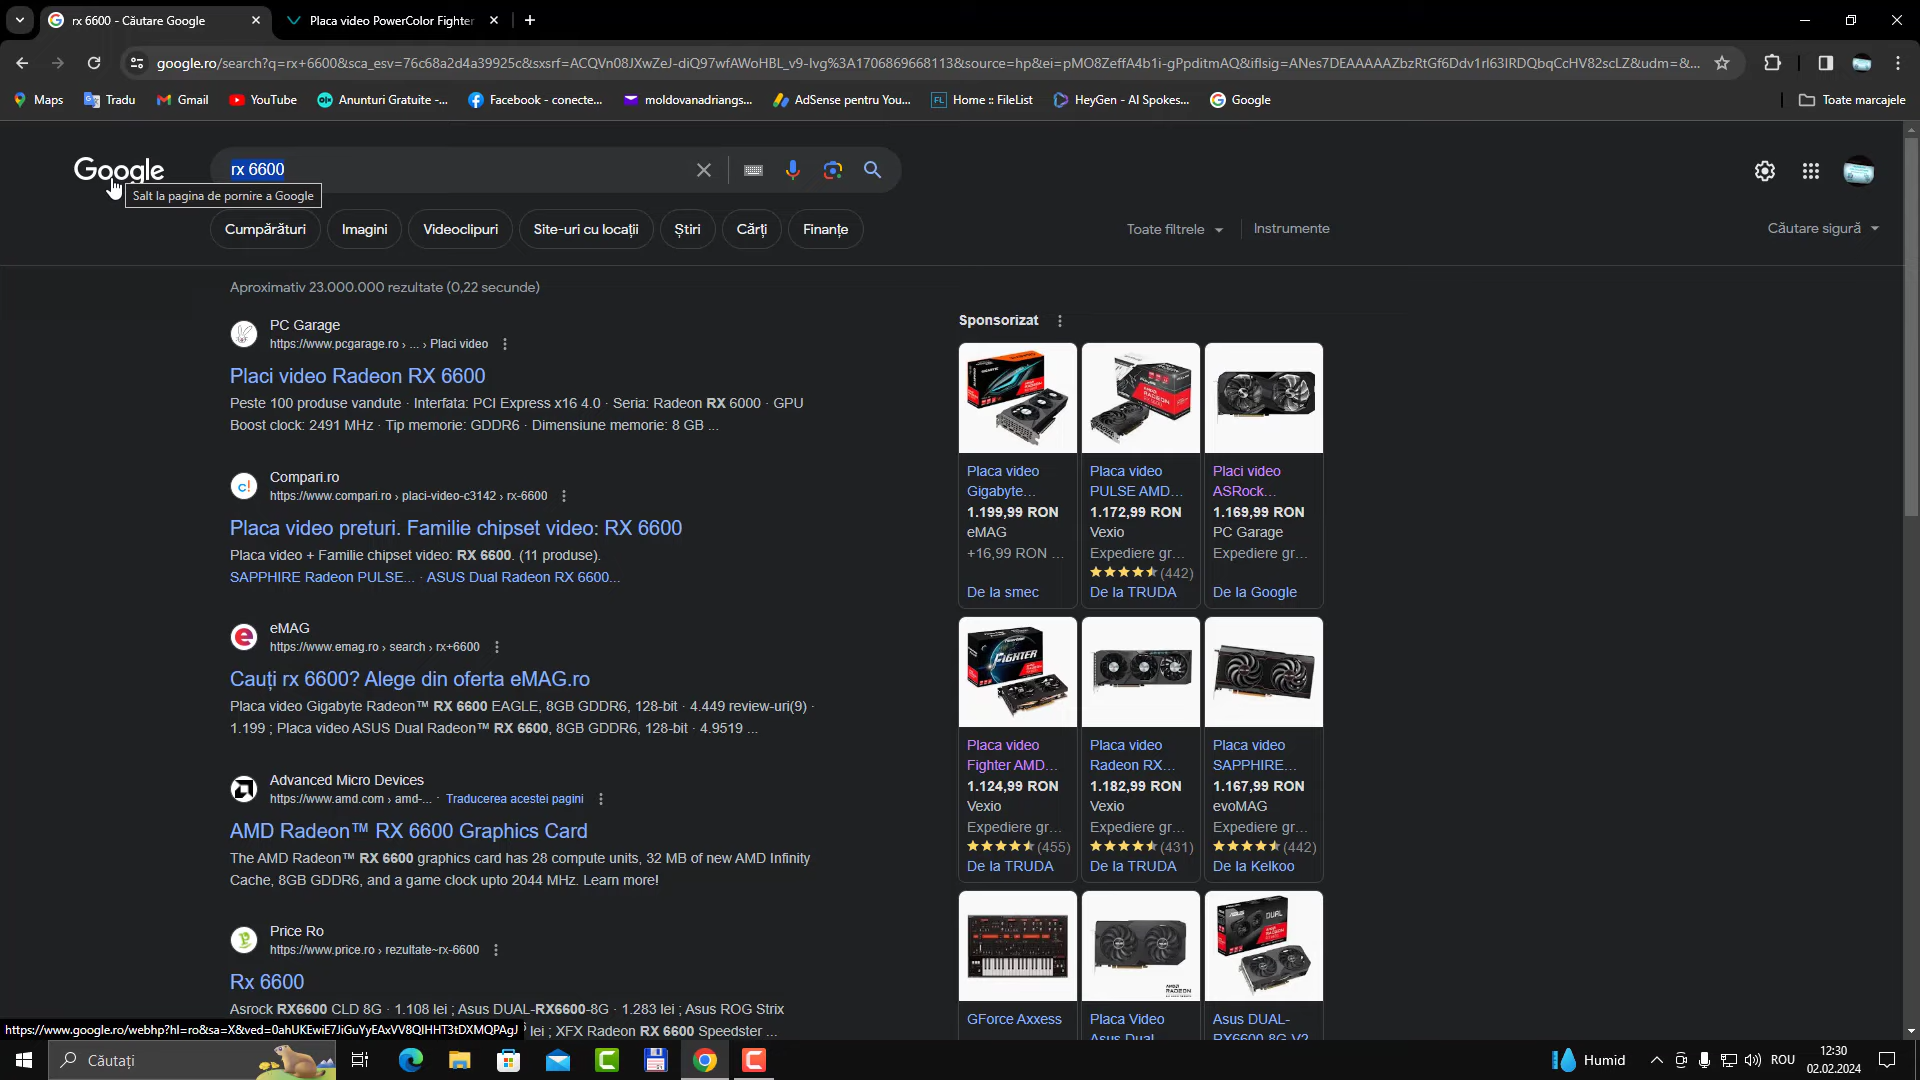 rx 6600 - Căutare Google
Placa video PowerColor Fighter
google.ro/search?q=rx+6600&sca_esv=76c68a2d4a39925c&sxsrf=ACQVn08JXwZeJ-diQ97wfAWoHBL_v9-Ivg%3A1706869668113&source=hp&ei=pMO8ZeffA4b1i-gPpditmAQ&iflsig=ANes7DEAAAAAZbzRtGf6Ddv1rI63IRDQbqCcHV82scLZ&udm=&...
Maps
Tradu
Gmail
YouTube
Anunturi Gratuite -...
Facebook - conecte...
moldovanadriangs...
AdSense pentru You...
FL Home :: FileList
HeyGen - AI Spokes...
Google
Toate marcajele
Google
rx 6600
Salt la pagina de pornire a Google
Cumpărături
Imagini
Videoclipuri
Site-uri cu locații
Știri
Cărți
Finanțe
Toate filtrele
Instrumente
Căutare sigură
Aproximativ 23.000.000 rezultate (0,22 secunde)
PC Garage
https://www.pcgarage.ro › ... › Placi video
Placi video Radeon RX 6600
Peste 100 produse vandute · Interfata: PCI Express x16 4.0 · Seria: Radeon RX 6000 · GPU
Boost clock: 2491 MHz · Tip memorie: GDDR6 · Dimensiune memorie: 8 GB ...
c!
Compari.ro
https://www.compari.ro › placi-video-c3142 › rx-6600
Placa video preturi. Familie chipset video: RX 6600
Placa video + Familie chipset video: RX 6600. (11 produse).
SAPPHIRE Radeon PULSE... · ASUS Dual Radeon RX 6600...
eMAG
https://www.emag.ro › search › rx+6600
Cauți rx 6600? Alege din oferta eMAG.ro
Placa video Gigabyte Radeon™ RX 6600 EAGLE, 8GB GDDR6, 128-bit · 4.449 review-uri(9) ·
1.199 ; Placa video ASUS Dual Radeon™ RX 6600, 8GB GDDR6, 128-bit · 4.9519 ...
Advanced Micro Devices
https://www.amd.com › amd-... · Traducerea acestei pagini
AMD Radeon™ RX 6600 Graphics Card
The AMD Radeon™ RX 6600 graphics card has 28 compute units, 32 MB of new AMD Infinity
Cache, 8GB GDDR6, and a game clock upto 2044 MHz. Learn more!
Price Ro
https://www.price.ro › rezultate~rx-6600
Rx 6600
Asrock RX6600 CLD 8G · 1.108 lei ; Asus DUAL-RX6600-8G · 1.283 lei ; Asus ROG Strix
lei ; XFX Radeon RX 6600 Speedster ...
https://www.google.ro/webhp?hl=ro&sa=X&ved=0ahUKEwiE7JiGuYyEAxVV8QIHHT3tDXMQPAgJ
Sponsorizat
Placa video
Gigabyte...
1.199,99 RON
eMAG
+16,99 RON ...
De la smec
Placa video
PULSE AMD...
1.172,99 RON
Vexio
Expediere gr...
(442)
De la TRUDA
Placi video
ASRock...
1.169,99 RON
PC Garage
Expediere gr...
De la Google
FIGHTER
Placa video
Fighter AMD...
1.124,99 RON
Vexio
Expediere gr...
(455)
De la TRUDA
Placa video
Radeon RX...
1.182,99 RON
Vexio
Expediere gr...
(431)
De la TRUDA
Placa video
SAPPHIRE...
1.167,99 RON
evoMAG
Expediere gr...
(442)
De la Kelkoo
GForce Axxess
Placa Video
Asus Dual
Asus DUAL-
RX6600-8G V2
Căutați
Humid
ROU
12:30
02.02.2024